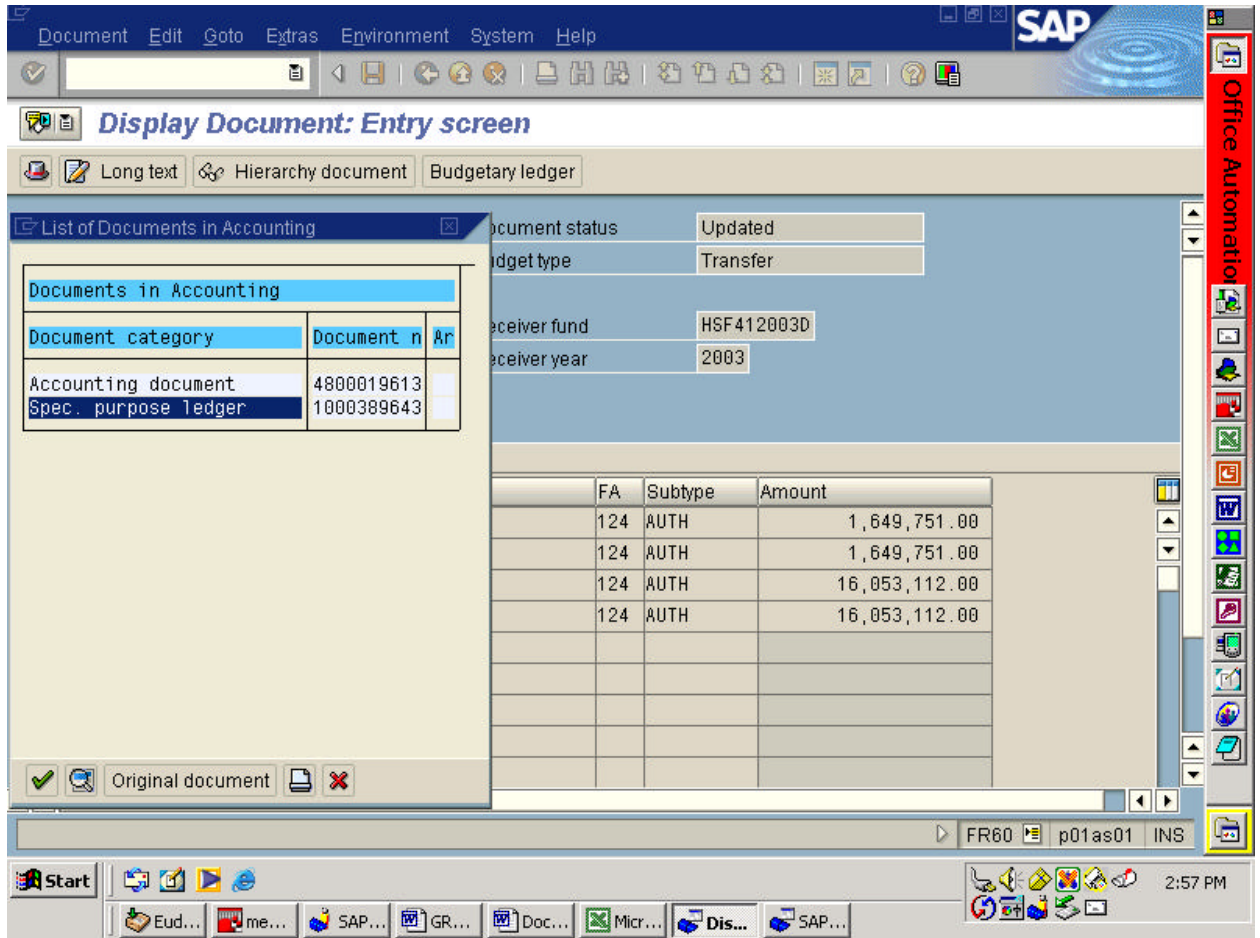 Document Edit Goto Extras Environment System Help
SAP
Display Document: Entry screen
Long text Hierarchy document Budgetary ledger
Office Automation
List of Documents in Accounting
ocument status Updated
dget type Transfer
Documents in Accounting
eceiver fund HSF412003D
Document category Document n Ar
eceiver year 2003
Accounting document 4800019613
Spec. purpose ledger 1000389643
FA Subtype Amount
124 AUTH 1,649,751.00
124 AUTH 1,649,751.00
124 AUTH 16,053,112.00
124 AUTH 16,053,112.00
Original document
FR60 p01as01 INS
Start 2:57 PM
Eud... me... SAP... GR... Doc... Micr... Dis... SAP...